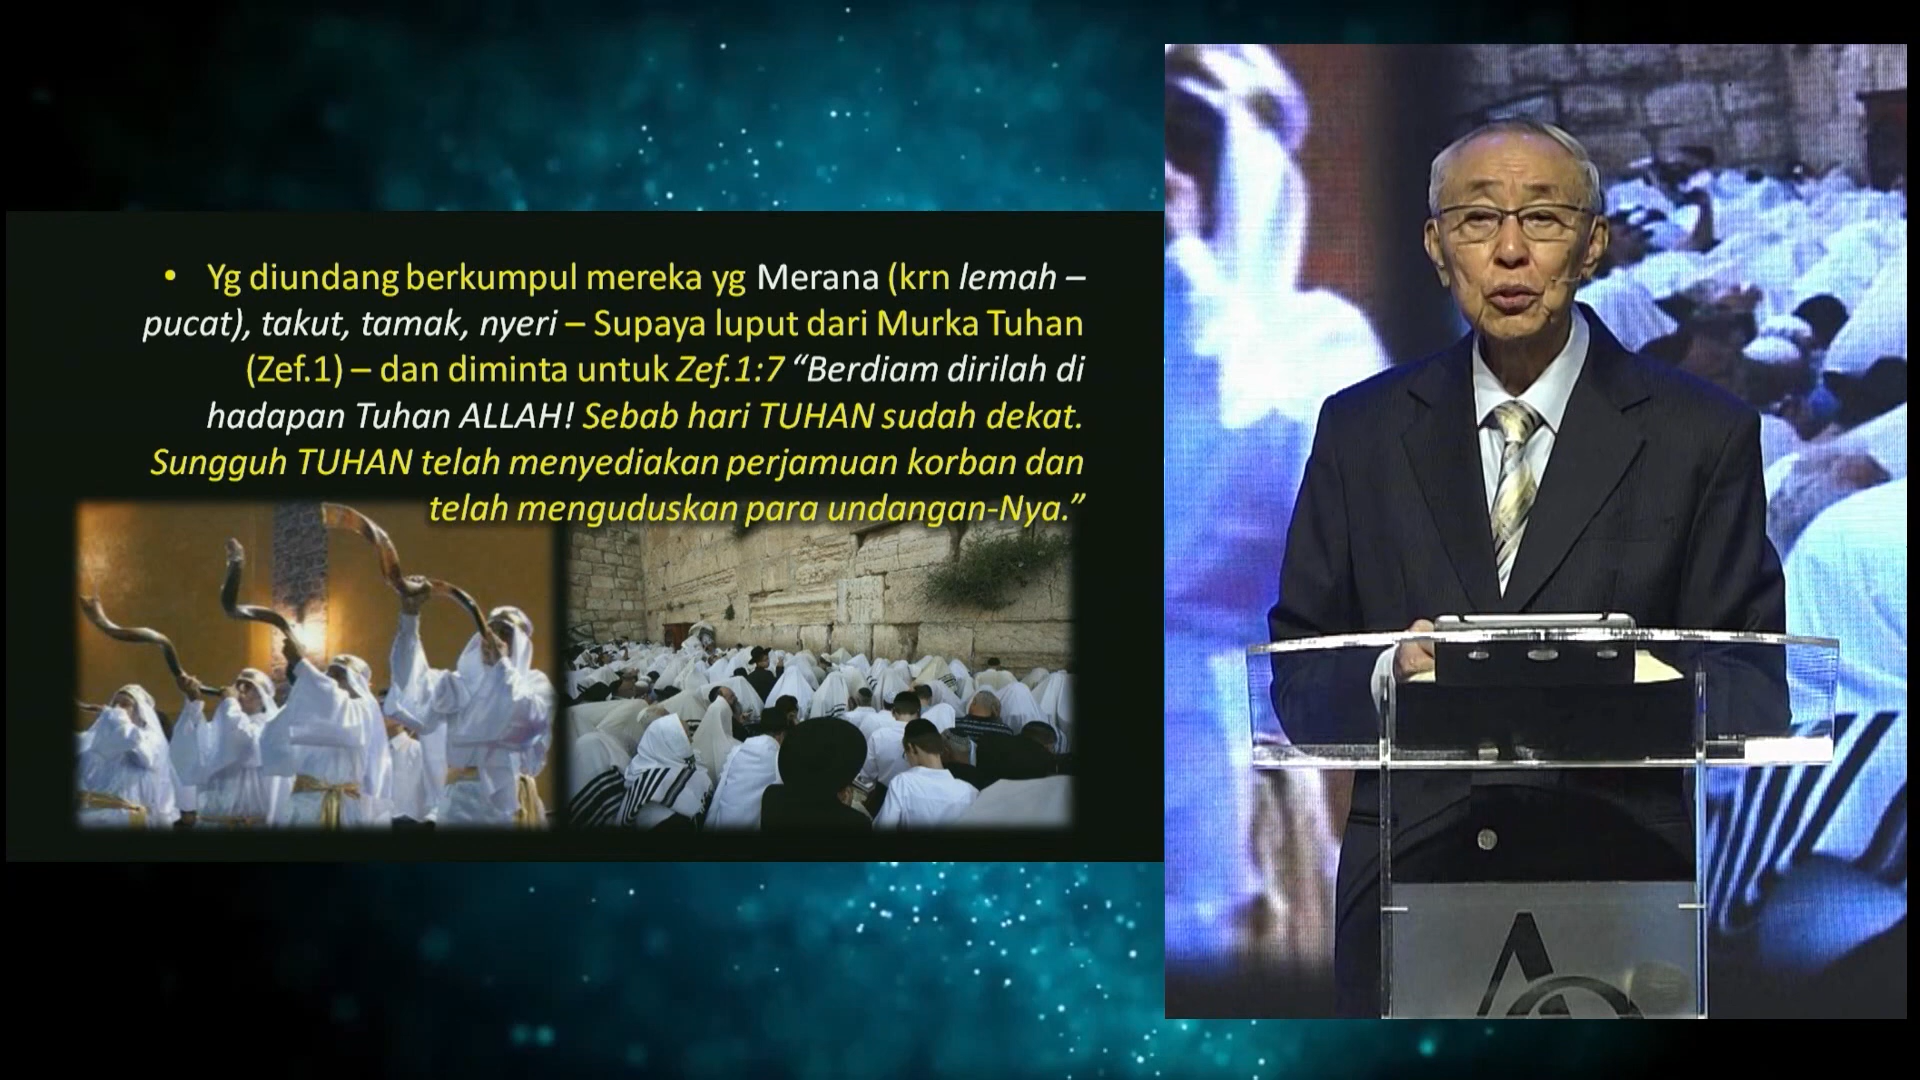 • Yg diundang berkumpul mereka yg Merana (krn lemah –
pucat), takut, tamak, nyeri – Supaya luput dari Murka Tuhan
(Zef.1) – dan diminta untuk Zef.1:7 “Berdiam dirilah di
hadapan Tuhan ALLAH! Sebab hari TUHAN sudah dekat.
Sungguh TUHAN telah menyediakan perjamuan korban dan
telah menguduskan para undangan-Nya.”